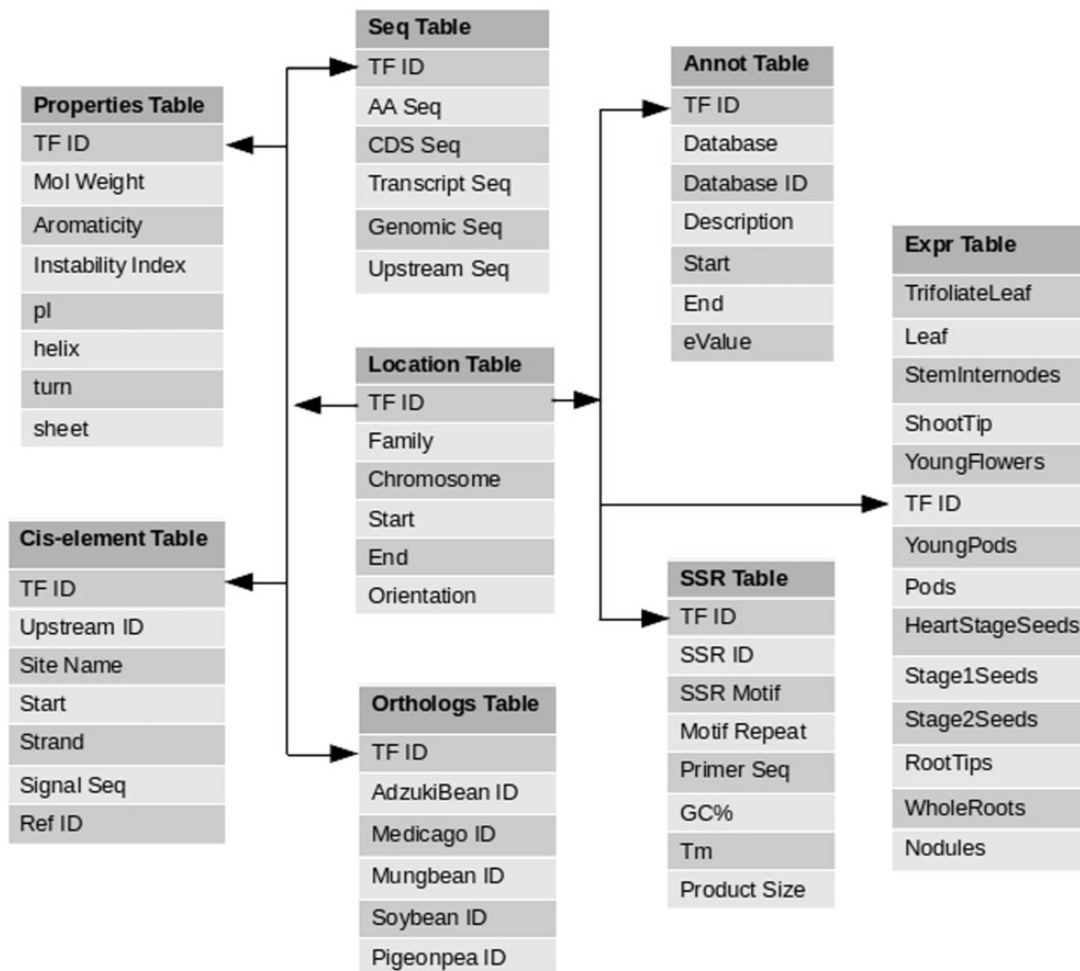 Seq Table
TF ID
AA Seq
CDS Seq
Transcript Seq
Genomic Seq
Upstream Seq
Properties Table
TF ID
Mol Weight
Aromaticity
Instability Index
pI
helix
turn
sheet
Annot Table
TF ID
Database
Database ID
Description
Start
End
eValue
Location Table
TF ID
Family
Chromosome
Start
End
Orientation
Expr Table
TrifoliateLeaf
Leaf
StemInternodes
ShootTip
YoungFlowers
TF ID
YoungPods
Pods
HeartStageSeeds
Stage1Seeds
Stage2Seeds
RootTips
WholeRoots
Nodules
Cis-element Table
TF ID
Upstream ID
Site Name
Start
Strand
Signal Seq
Ref ID
SSR Table
TF ID
SSR ID
SSR Motif
Motif Repeat
Primer Seq
GC%
Tm
Product Size
Orthologs Table
TF ID
AdzukiBean ID
Medicago ID
Mungbean ID
Soybean ID
Pigeonpea ID